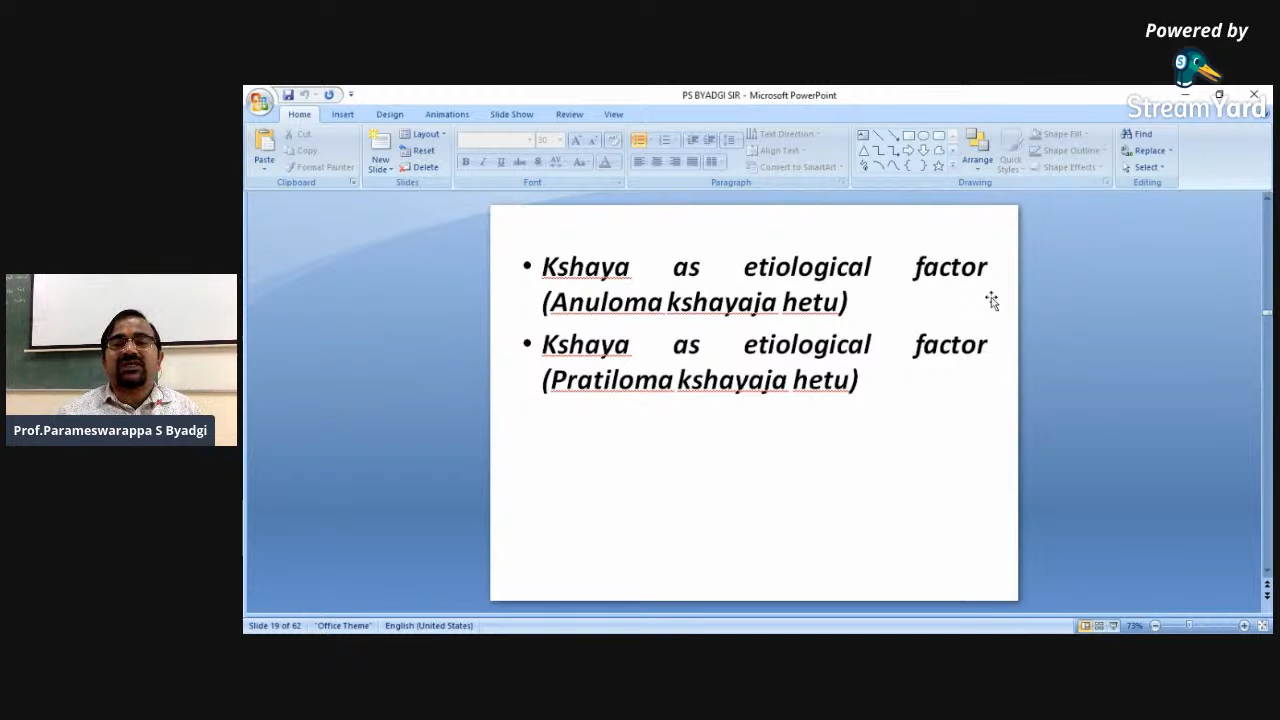 Powered by
StreamYard
PS BYADGI SIR - Microsoft PowerPoint
Home Insert Design Animations Slide Show Review View
Paste
Cut
Copy
Format Painter
Clipboard
New
Slide
Layout
Reset
Delete
Slides
30
Font
Text Direction
Align Text
Convert to SmartArt
Paragraph
Arrange
Quick
Styles
Shape Fill
Shape Outline
Shape Effects
Drawing
Find
Replace
Select
Editing
• Kshaya as etiological factor
(Anuloma kshayaja hetu)
• Kshaya as etiological factor
(Pratiloma kshayaja hetu)
Prof.Parameswarappa S Byadgi
Slide 19 of 62 "Office Theme" English (United States) 73%